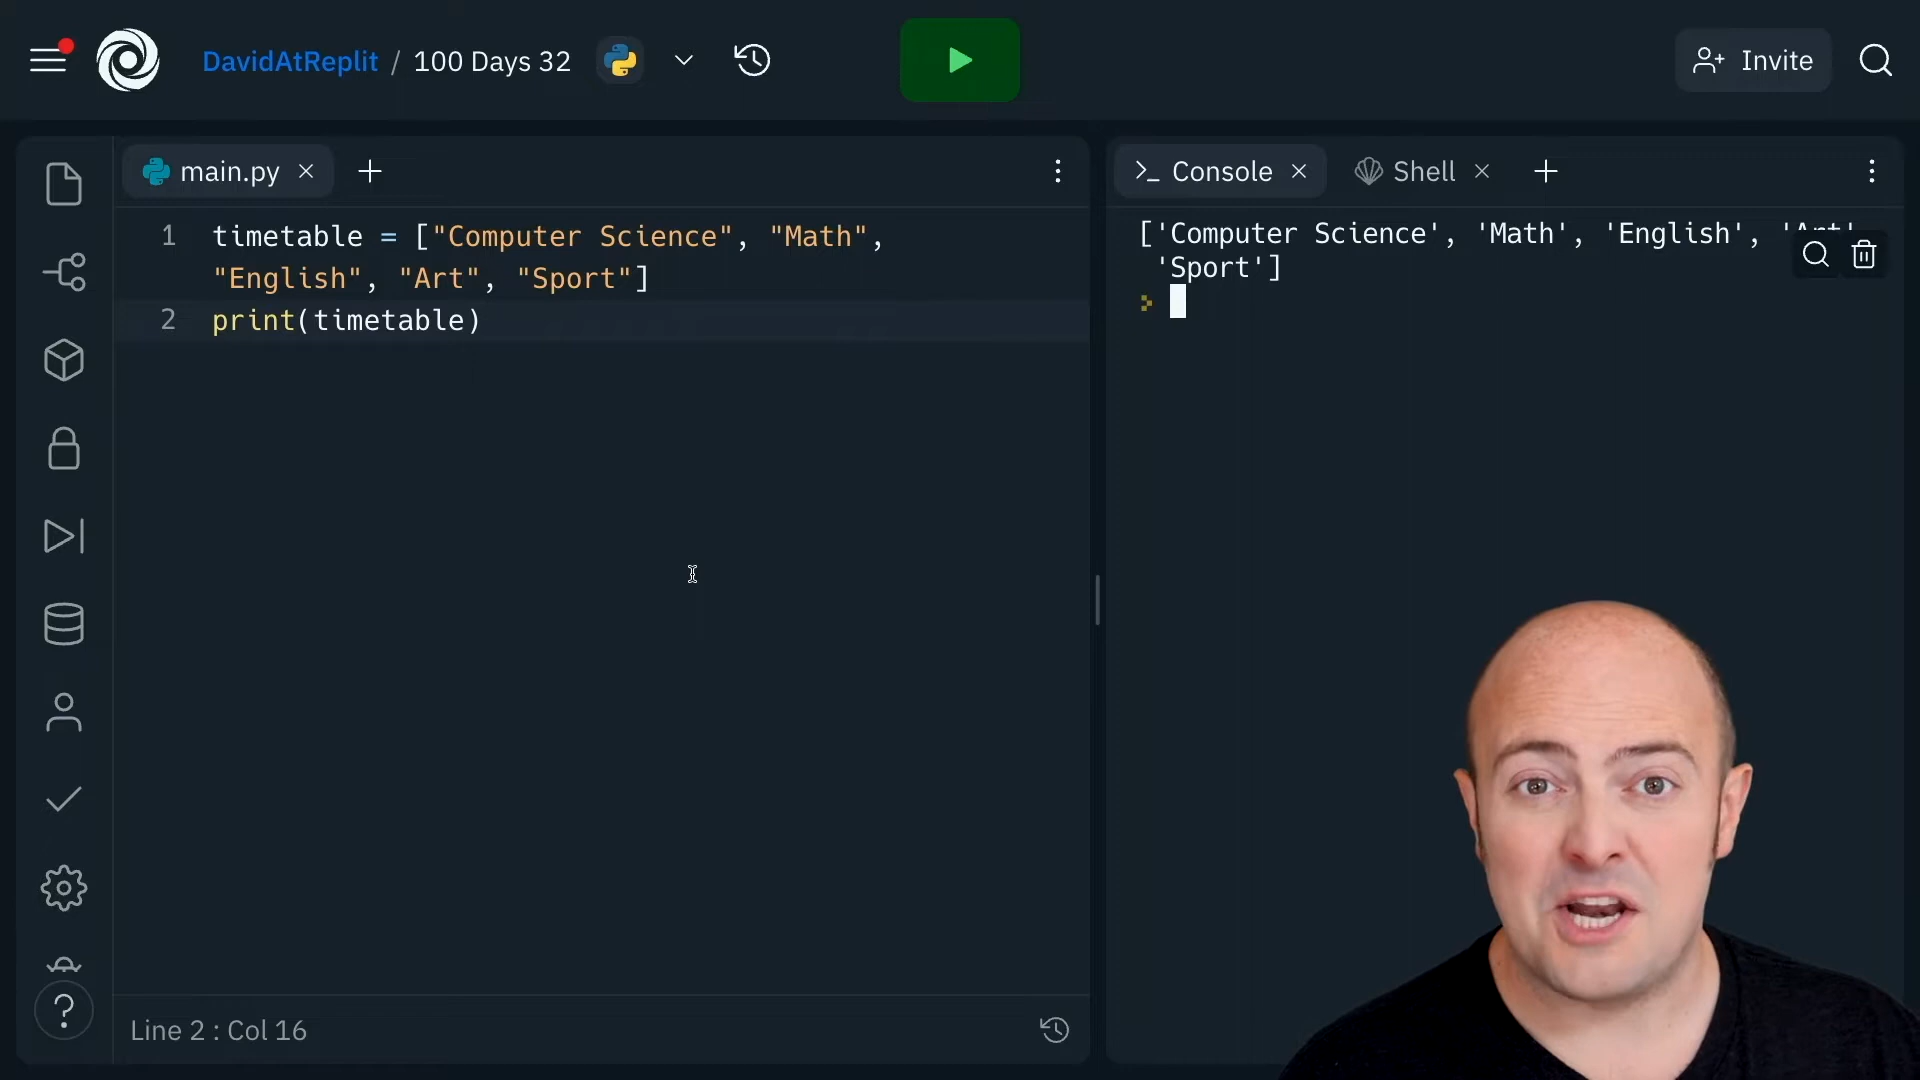 DavidAtReplit / 100 Days 32
Invite
main.py
1 timetable = ["Computer Science", "Math",
"English", "Art", "Sport"]
2 print(timetable)
Line 2 : Col 16
Console
Shell
['Computer Science', 'Math', 'English', 'Art'
'Sport']